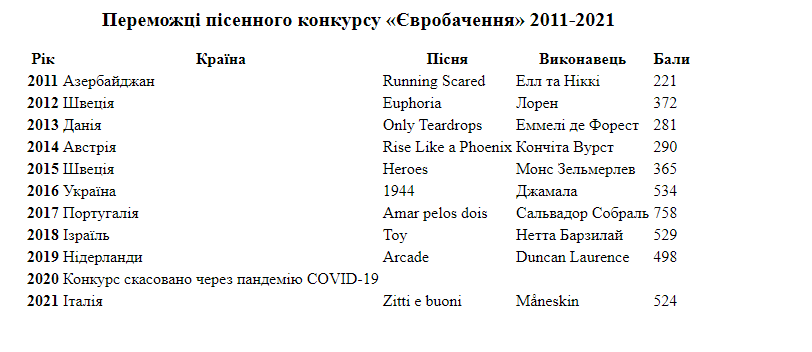 Переможці пісенного конкурсу «Євробачення» 2011-2021
Рік Країна Пісня Виконавець Бали
2011 Азербайджан Running Scared Елл та Ніккі 221
2012 Швеція Euphoria Лорен 372
2013 Данія Only Teardrops Еммелі де Форест 281
2014 Австрія Rise Like a Phoenix Кончіта Вурст 290
2015 Швеція Heroes Монс Зельмерлев 365
2016 Україна 1944 Джамала 534
2017 Португалія Amar pelos dois Сальвадор Собраль 758
2018 Ізраїль Toy Нетта Барзилай 529
2019 Нідерланди Arcade Duncan Laurence 498
2020 Конкурс скасовано через пандемію COVID-19
2021 Італія Zitti e buoni Måneskin 524